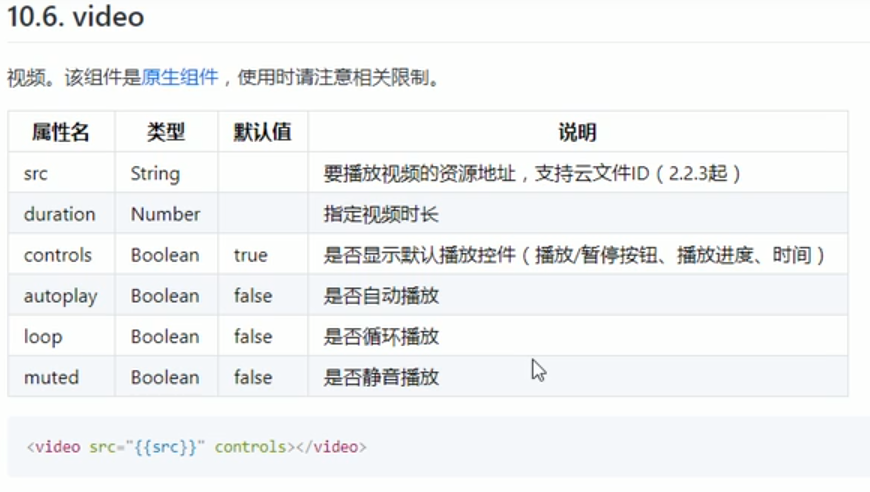 10.6. video
视频。该组件是原生组件，使用时请注意相关限制。
属性名 类型 默认值 说明
src String 要播放视频的资源地址，支持云文件ID（2.2.3起）
duration Number 指定视频时长
controls Boolean true 是否显示默认播放控件（播放/暂停按钮、播放进度、时间）
autoplay Boolean false 是否自动播放
loop Boolean false 是否循环播放
muted Boolean false 是否静音播放
<video src="{{src}}" controls></video>